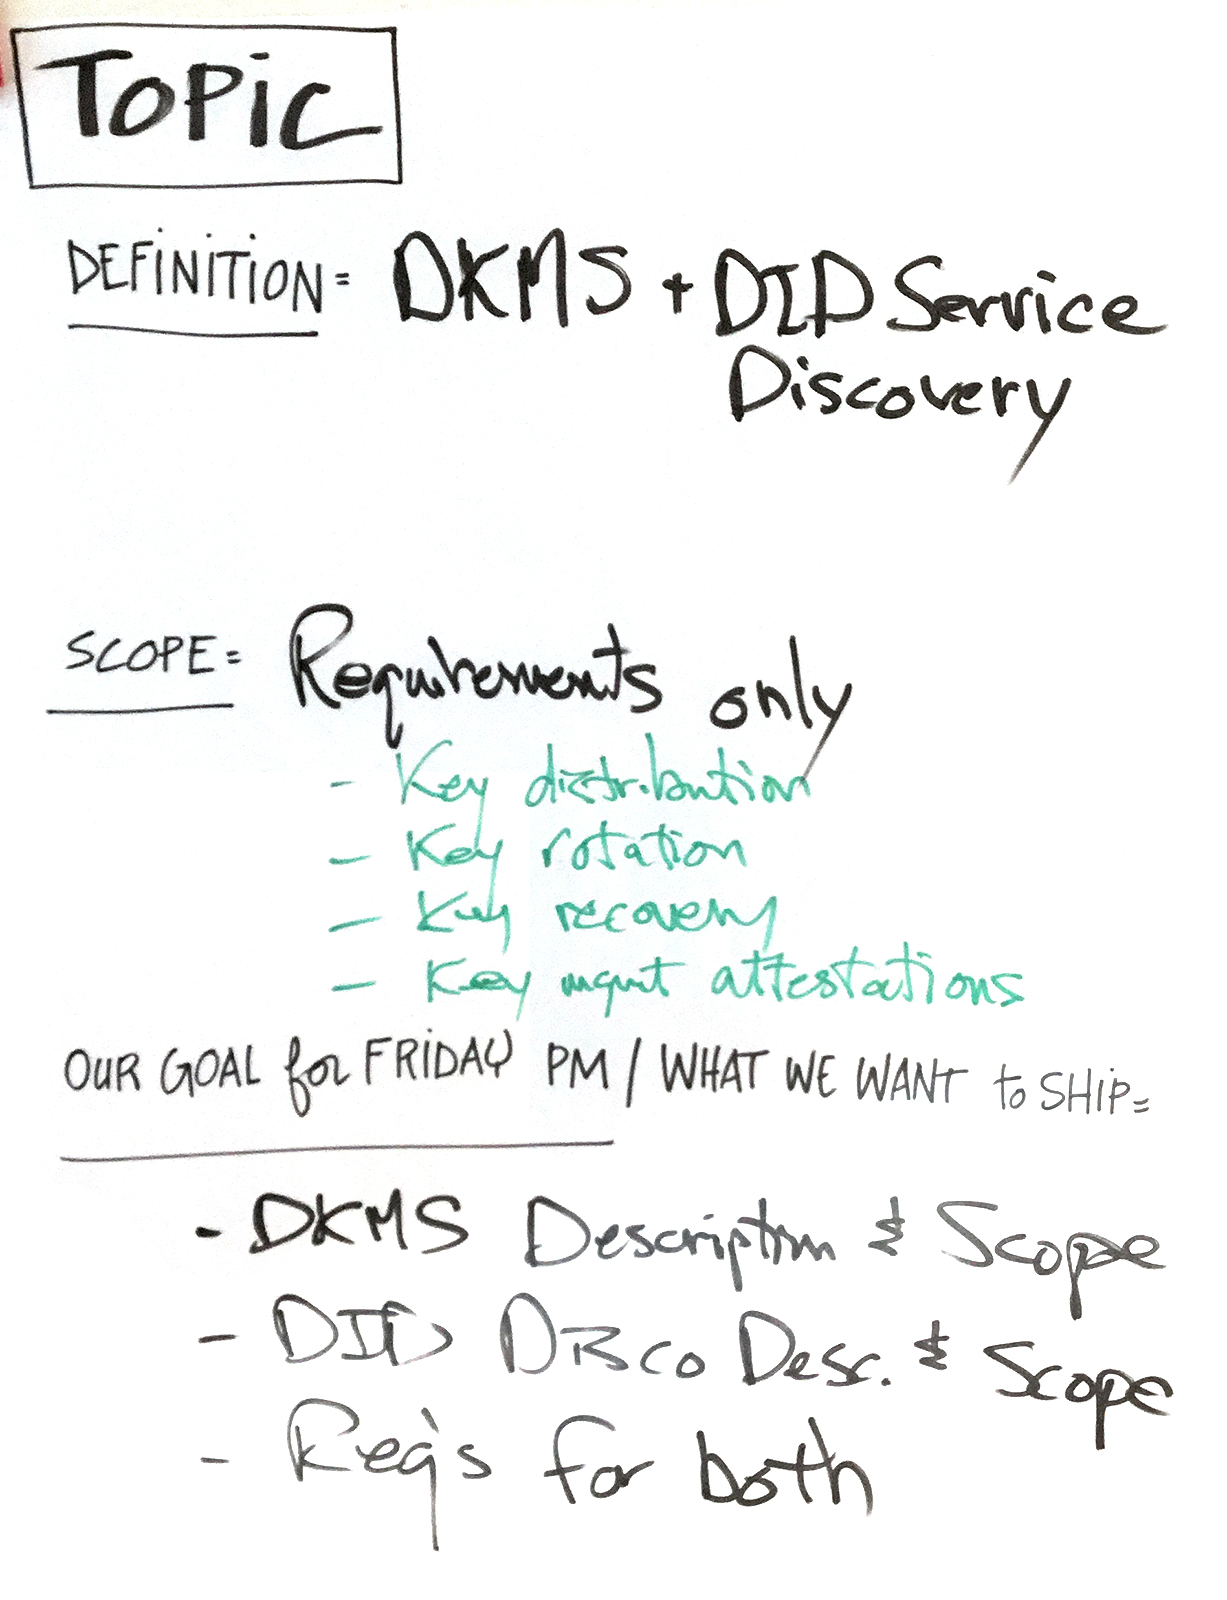 TOPiC
DEFiNiTiON= DKMS + DID Service
Discovery
SCOPE= Requirements only
- Key distribution
- Key rotation
- Key recovery
- Key mgmt attestations
OUR GOAL for FRiDAY PM / WHAT WE WANT to SHiP=
- DKMS Description & Scope
- DID Disco Desc. & Scope
- Req's for both